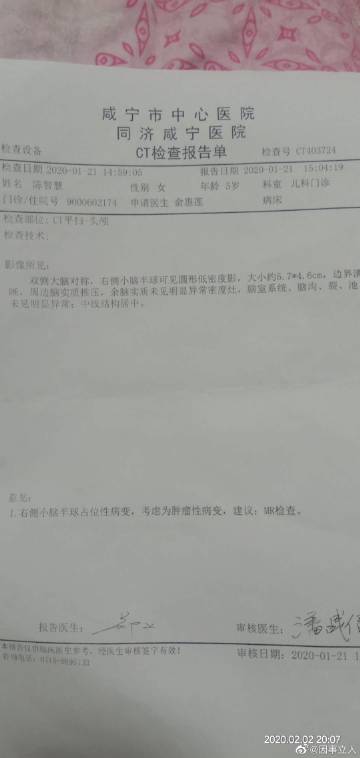 咸宁市中心医院
同济咸宁医院
检查设备 CT检查报告单 检查号 CT403724
检查日期 2020-01-21 14:59:05 报告日期 2020-01-21 15:04:19
姓名 陈智慧 性别 女 年龄 5岁 科室 儿科门诊
门诊/住院号 9000602174 申请医生 俞惠莲 病床
检查部位:CT平扫-头颅
检查技术:
影像所见:
双侧大脑对称,右侧小脑半球可见圆形低密度影,大小约5.7*4.6cm,边界清
晰,周边脑实质推压,余脑实质未见明显异常密度灶,脑室系统、脑沟、裂、池
未见明显异常;中线结构居中。
意见:
1.右侧小脑半球占位性病变,考虑为肿瘤性病变,建议:MR检查。
报告医生: 审核医生:
本报告仅供临床医生参考,经医生审核签字有效!
咨询电话: 审核日期:2020-01-21 1
2020.02.02 20:07
@因事立人